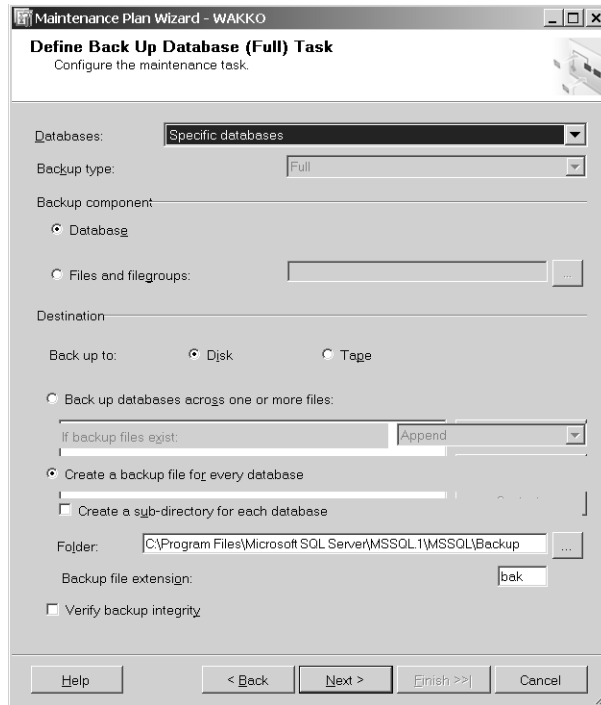 Maintenance Plan Wizard - WAKKO
Define Back Up Database (Full) Task
Configure the maintenance task.
Databases: Specific databases
Backup type: Full
Backup component
Database
Files and filegroups: ...
Destination
Back up to: Disk Tape
Back up databases across one or more files:
If backup files exist: Append
Create a backup file for every database
Create a sub-directory for each database
Folder: C:\Program Files\Microsoft SQL Server\MSSQL.1\MSSQL\Backup ...
Backup file extension: bak
Verify backup integrity
Help < Back Next > Finish >>| Cancel